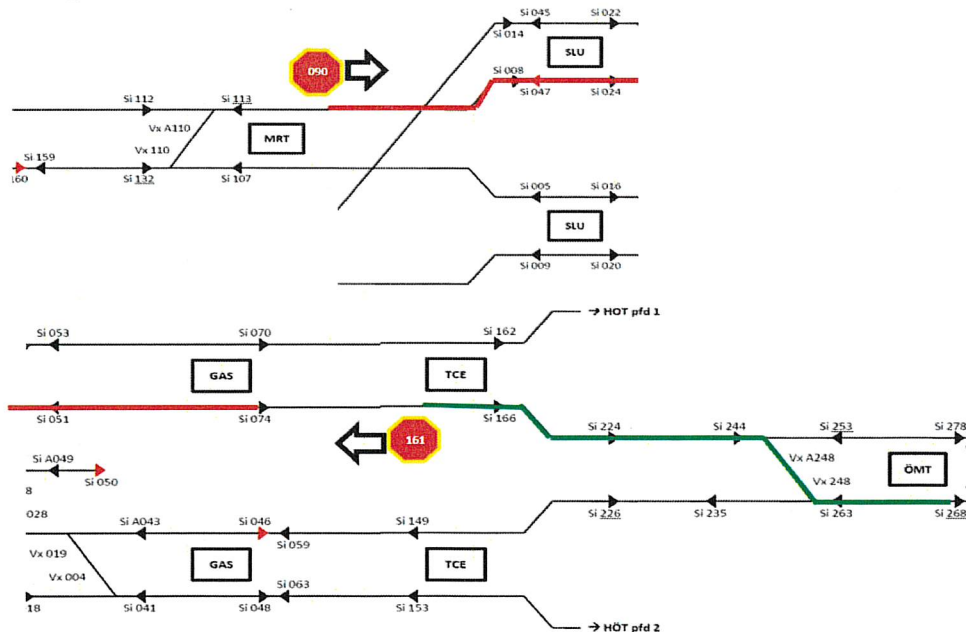 Si 045
Si 022
Si 014
SLU
090
Si 008
Si 047
Si 024
Si 112
Si 113
Vx A110
MRT
Vx 110
Si 159
160
Si 132
Si 107
Si 005
Si 016
SLU
Si 009
Si 020
→ HOT pfd 1
Si 053
Si 070
Si 162
GAS
TCE
Si 051
Si 074
Si 166
161
Si 224
Si 244
Si 253
Si 278
Si A049
Vx A248
ÖMT
Si 050
8
Vx 248
028
Si A043
Si 046
Si 149
Si 226
Si 235
Si 263
Si 268
Si 059
Vx 019
GAS
TCE
Vx 004
Si 063
18
Si 041
Si 048
Si 153
→ HÖT pfd 2